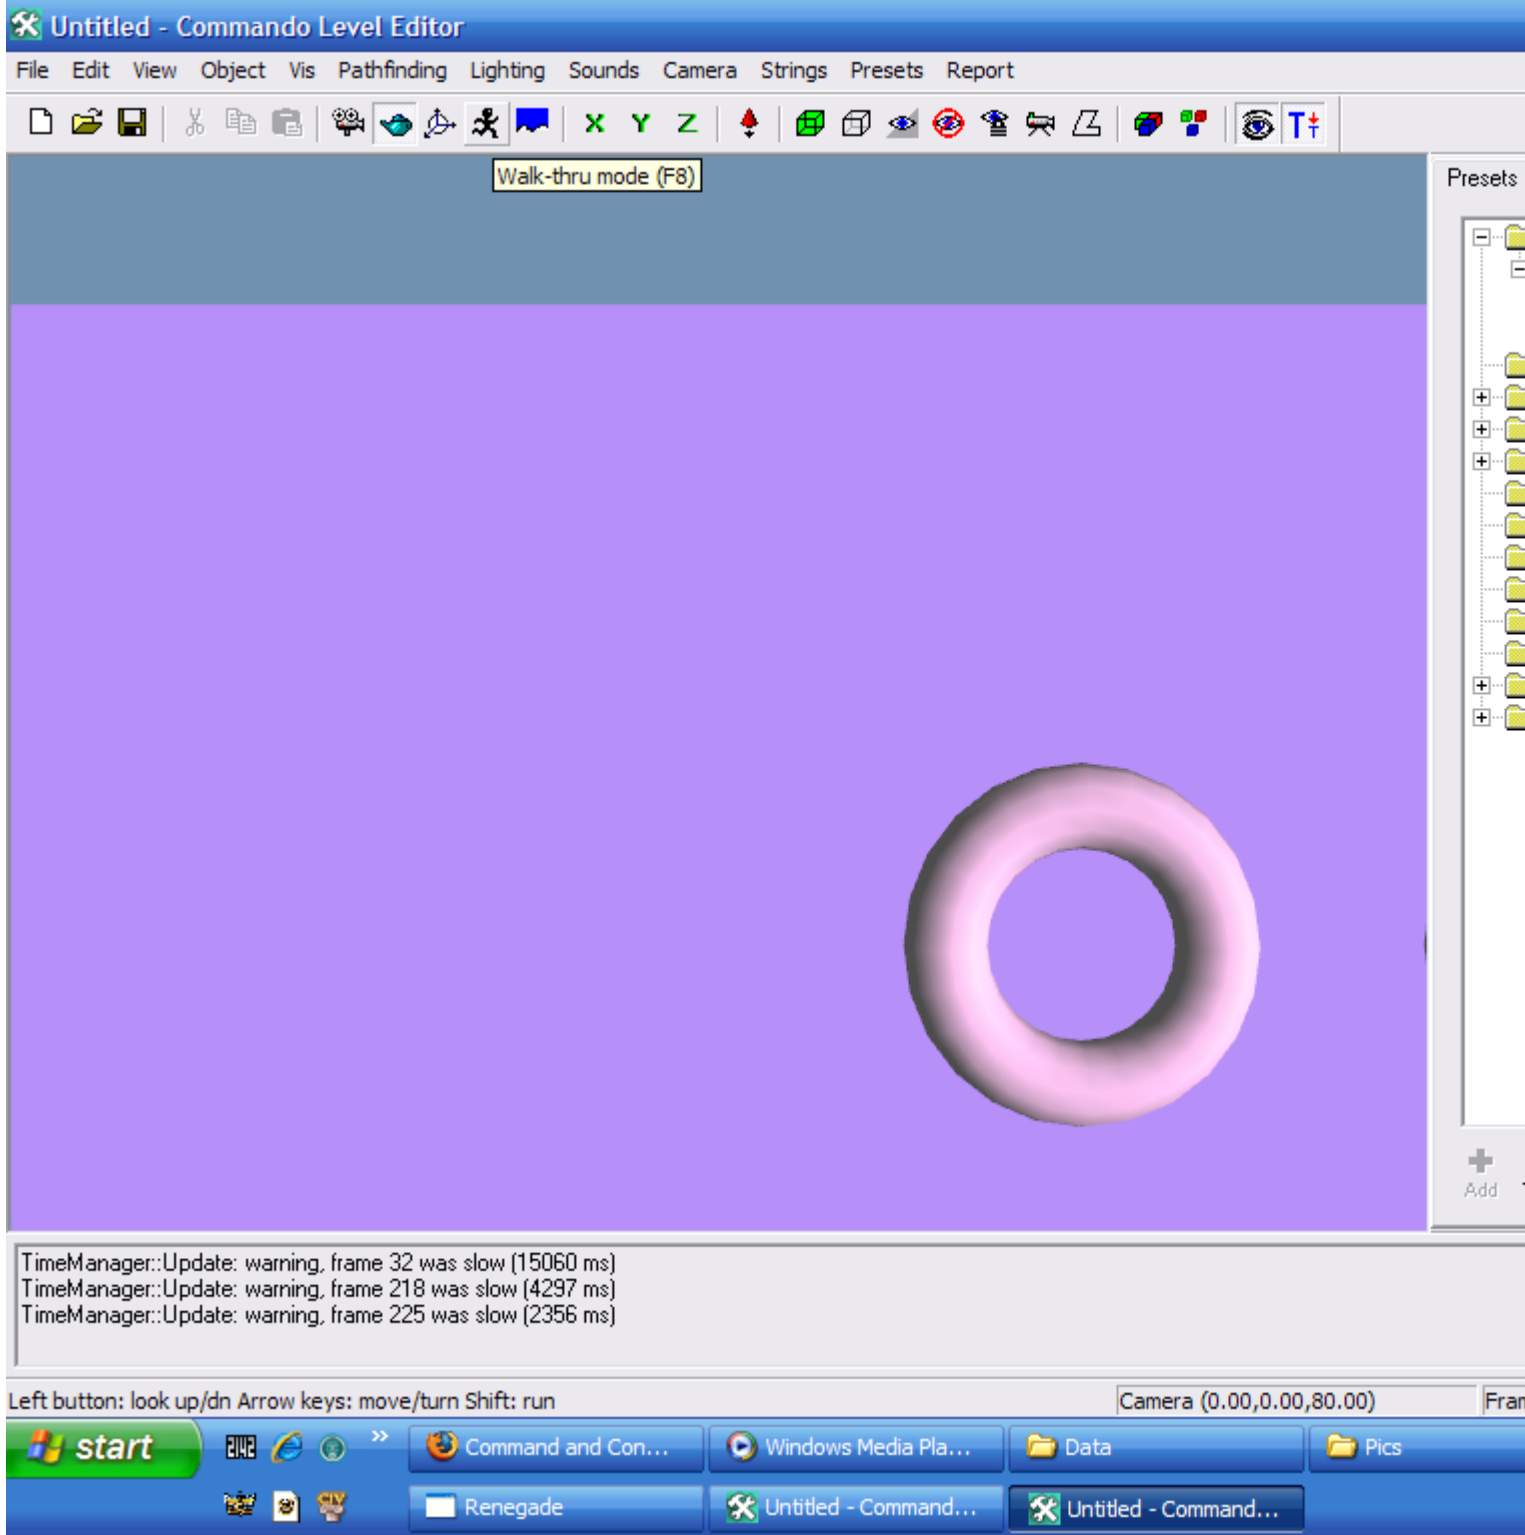 Untitled - Commando Level Editor
File Edit View Object Vis Pathfinding Lighting Sounds Camera Strings Presets Report
X Y Z T
Walk-thru mode (F8)
Presets
Add
TimeManager::Update: warning, frame 32 was slow (15060 ms)
TimeManager::Update: warning, frame 218 was slow (4297 ms)
TimeManager::Update: warning, frame 225 was slow (2356 ms)
Left button: look up/dn Arrow keys: move/turn Shift: run Camera (0.00,0.00,80.00) Fram
start 2142 » Command and Con... Windows Media Pla... Data Pics
Renegade Untitled - Command... Untitled - Command...